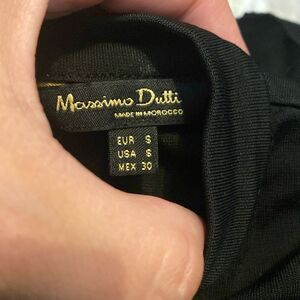 Massimo Dutti
MADE IN MOROCCO
EUR S
USA S
MEX 30